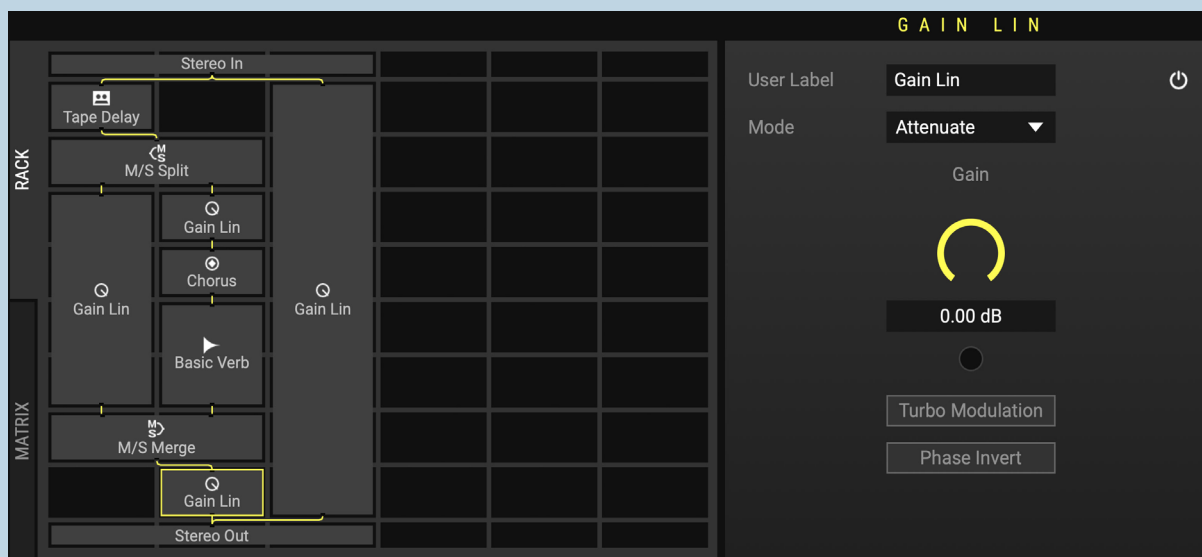 GAIN LIN
RACK
MATRIX
Stereo In
Tape Delay
M
S
M/S Split
Gain Lin
Chorus
Gain Lin
Gain Lin
Basic Verb
M
S
M/S Merge
Gain Lin
Stereo Out
User Label
Gain Lin
Mode
Attenuate
Gain
0.00 dB
Turbo Modulation
Phase Invert